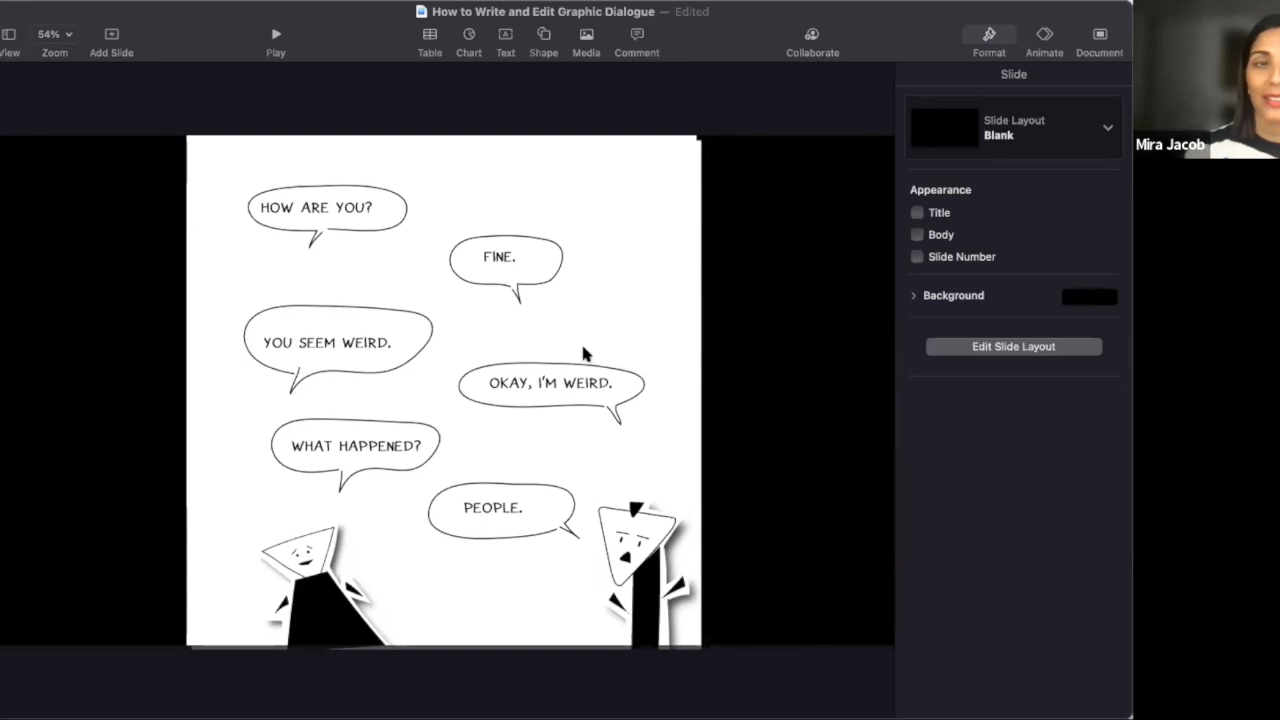 How to Write and Edit Graphic Dialogue — Edited
View
54%
Zoom
Add Slide
Play
Table
Chart
Text
Shape
Media
Comment
Collaborate
Format
Animate
Document
Slide
Slide Layout
Blank
Appearance
Title
Body
Slide Number
Background
Edit Slide Layout
Mira Jacob
HOW ARE YOU?
FINE.
YOU SEEM WEIRD.
OKAY, I'M WEIRD.
WHAT HAPPENED?
PEOPLE.